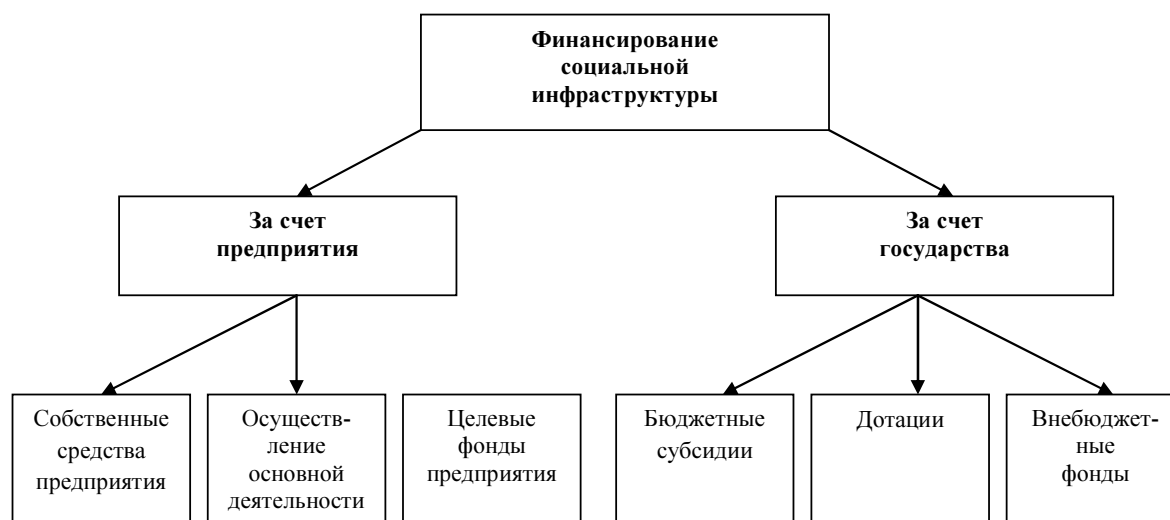 Финансирование
социальной
инфраструктуры
За счет
предприятия
За счет
государства
Собственные
средства
предприятия
Осуществ-
ление
основной
деятельности
Целевые
фонды
предприятия
Бюджетные
субсидии
Дотации
Внебюджет-
ные
фонды